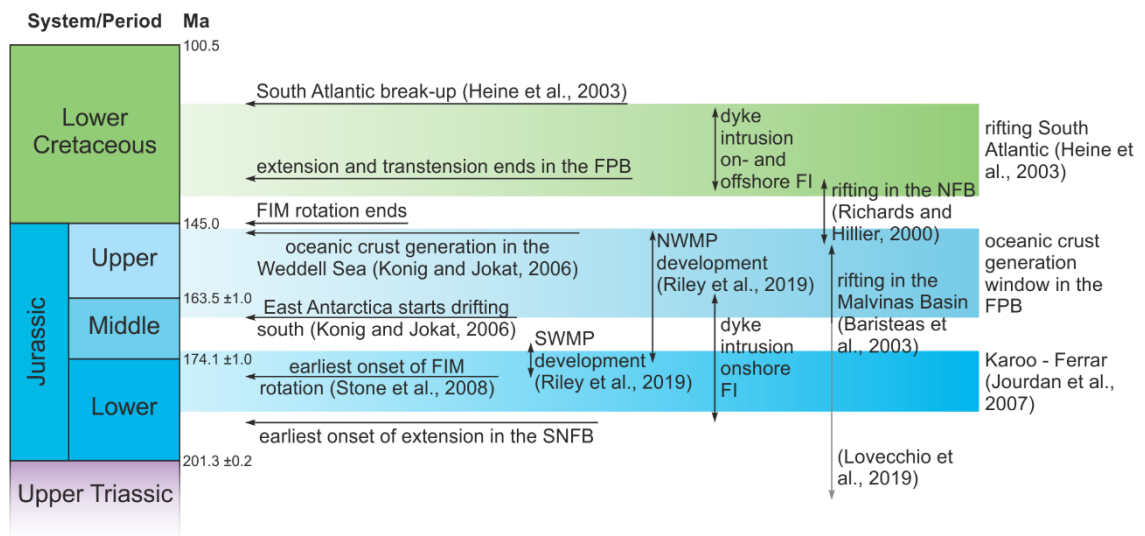 System/Period Ma
100.5
Lower
Cretaceous
145.0
Jurassic
Upper
163.5 ±1.0
Middle
174.1 ±1.0
Lower
201.3 ±0.2
Upper Triassic
South Atlantic break-up (Heine et al., 2003)
extension and transtension ends in the FPB
FIM rotation ends
oceanic crust generation in the
Weddell Sea (Konig and Jokat, 2006)
East Antarctica starts drifting
south (Konig and Jokat, 2006)
earliest onset of FIM
rotation (Stone et al., 2008)
earliest onset of extension in the SNFB
SWMP
development
(Riley et al., 2019)
NWMP
development
(Riley et al., 2019)
dyke
intrusion
on- and
offshore FI
dyke
intrusion
onshore
FI
rifting in the NFB
(Richards and
Hillier, 2000)
rifting in the
Malvinas Basin
(Baristeas et
al., 2003)
(Lovecchio et
al., 2019)
rifting South
Atlantic (Heine
et al., 2003)
oceanic crust
generation
window in the
FPB
Karoo - Ferrar
(Jourdan et al.,
2007)